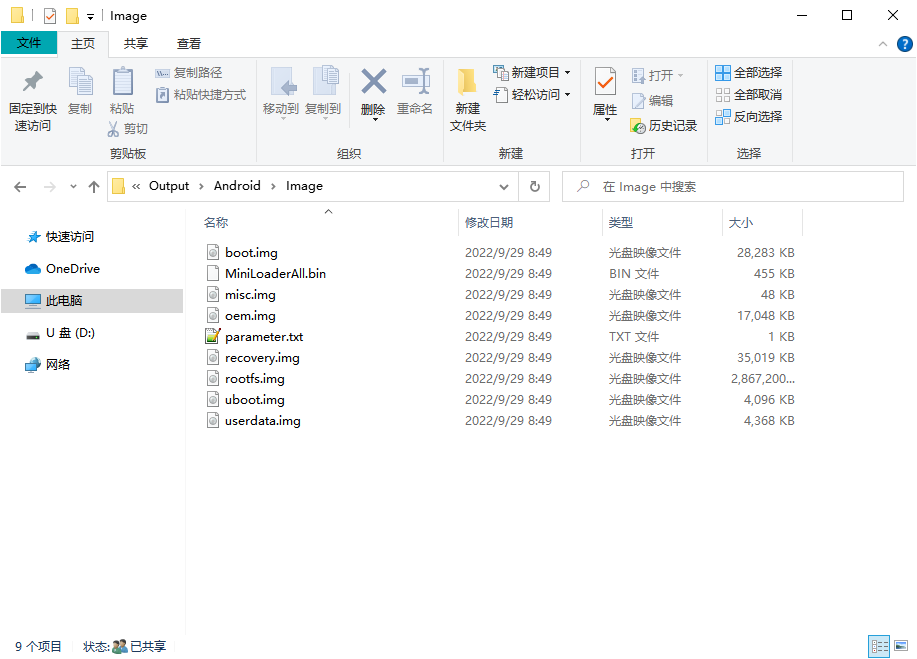 Image
文件 主页 共享 查看
固定到快速访问
复制
粘贴
复制路径
粘贴快捷方式
剪切
剪贴板
移动到
复制到
删除
重命名
组织
新建文件夹
新建项目
轻松访问
新建
属性
打开
编辑
历史记录
打开
全部选择
全部取消
反向选择
选择
« Output › Android › Image
在 Image 中搜索
快速访问
OneDrive
此电脑
U 盘 (D:)
网络
名称 修改日期 类型 大小
boot.img 2022/9/29 8:49 光盘映像文件 28,283 KB
MiniLoaderAll.bin 2022/9/29 8:49 BIN 文件 455 KB
misc.img 2022/9/29 8:49 光盘映像文件 48 KB
oem.img 2022/9/29 8:49 光盘映像文件 17,048 KB
parameter.txt 2022/9/29 8:49 TXT 文件 1 KB
recovery.img 2022/9/29 8:49 光盘映像文件 35,019 KB
rootfs.img 2022/9/29 8:49 光盘映像文件 2,867,200...
uboot.img 2022/9/29 8:49 光盘映像文件 4,096 KB
userdata.img 2022/9/29 8:49 光盘映像文件 4,368 KB
9 个项目 状态: 已共享